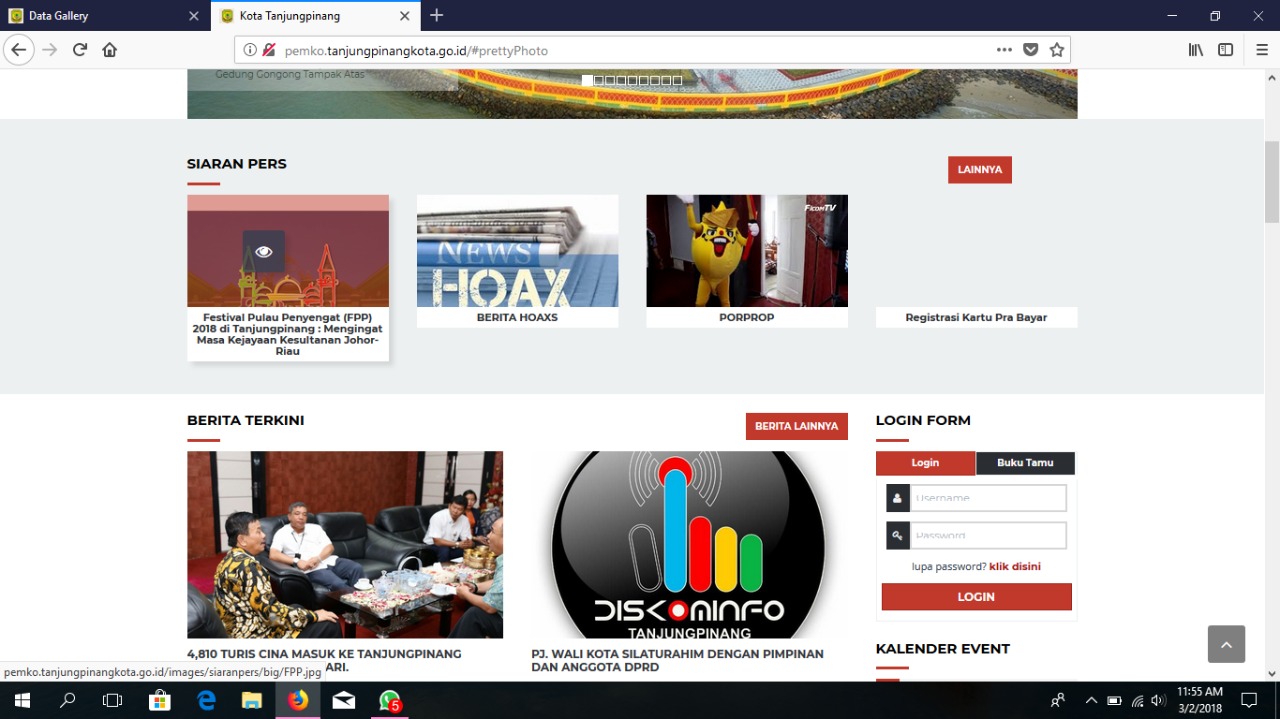 Data Gallery
Kota Tanjungpinang
pemko.tanjungpinangkota.go.id/#prettyPhoto
Gedung Gonggong Tampak Atas
SIARAN PERS
LAINNYA
NEWS
HOAX
FikomTV
Festival Pulau Penyengat (FPP)
2018 di Tanjungpinang : Mengingat
Masa Kejayaan Kesultanan Johor-
Riau
BERITA HOAXS
PORPROP
Registrasi Kartu Pra Bayar
BERITA TERKINI
BERITA LAINNYA
LOGIN FORM
Login
Buku Tamu
Username
Password
lupa password? klik disini
LOGIN
DISKOMINFO
TANJUNGPINANG
4,810 TURIS CINA MASUK KE TANJUNGPINANG
ARI.
PJ. WALI KOTA SILATURAHIM DENGAN PIMPINAN
DAN ANGGOTA DPRD
KALENDER EVENT
pemko.tanjungpinangkota.go.id/images/siaranpers/big/FPP.jpg
5
11:55 AM
3/2/2018